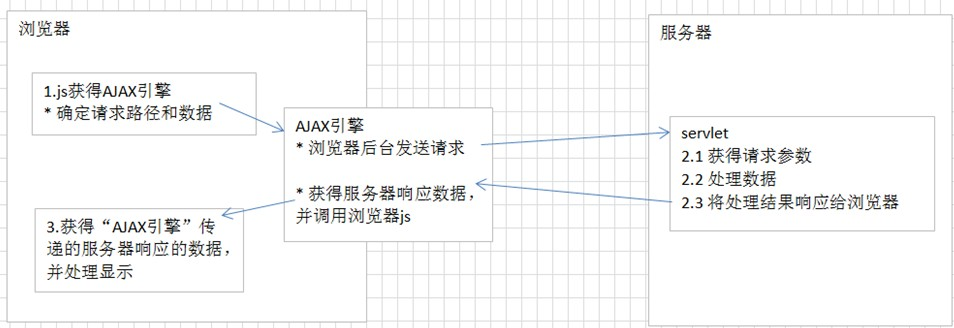 浏览器
1.js获得AJAX引擎
* 确定请求路径和数据
AJAX引擎
* 浏览器后台发送请求
* 获得服务器响应数据，
并调用浏览器js
3.获得“AJAX引擎”传
递的服务器响应的数据，
并处理显示
服务器
servlet
2.1 获得请求参数
2.2 处理数据
2.3 将处理结果响应给浏览器